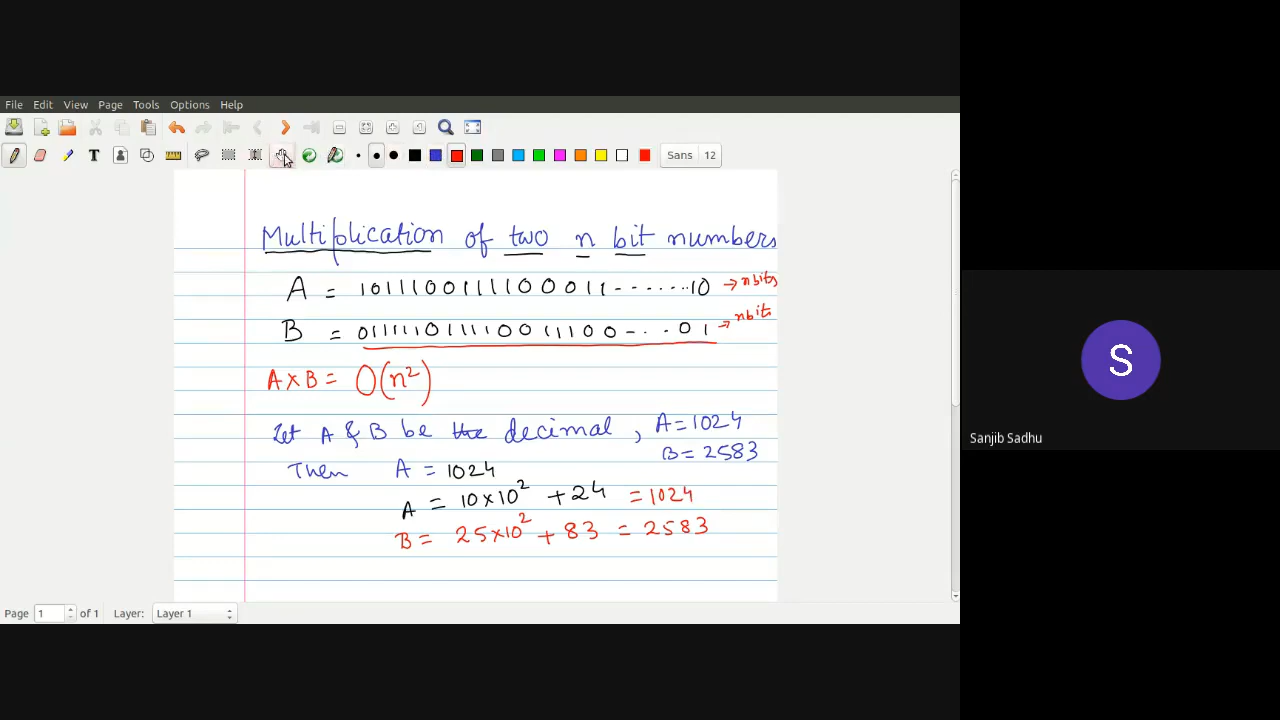 File Edit View Page Tools Options Help
Sans 12
Multiplication of two n bit numbers
A = 1011100111100011-------10 → n bits
B = 011111011110011100-...-01 → n bits
A x B = O(n²)
Let A & B be the decimal, A = 1024
B = 2583
Then A = 1024
A = 10 x 10² + 24 = 1024
B = 25 x 10² + 83 = 2583
S
Sanjib Sadhu
Page 1 of 1 Layer: Layer 1